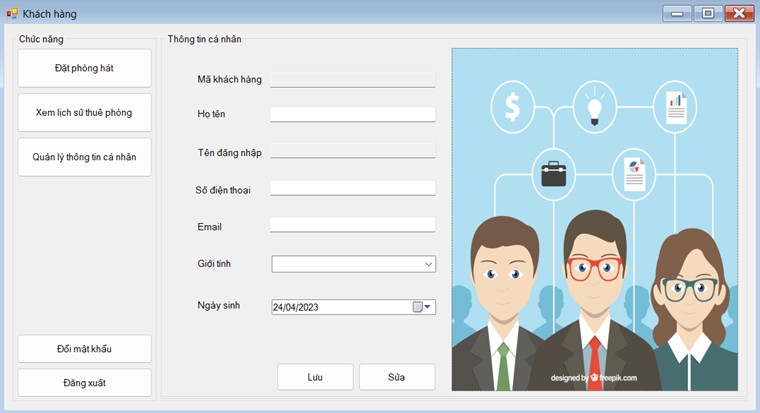 Khách hàng
Chức năng
Đặt phòng hát
Xem lịch sử thuê phòng
Quản lý thông tin cá nhân
Đổi mật khẩu
Đăng xuất
Thông tin cá nhân
Mã khách hàng
Họ tên
Tên đăng nhập
Số điện thoại
Email
Giới tính
Ngày sinh
24/04/2023
Lưu
Sửa
$
designed by freepik.com